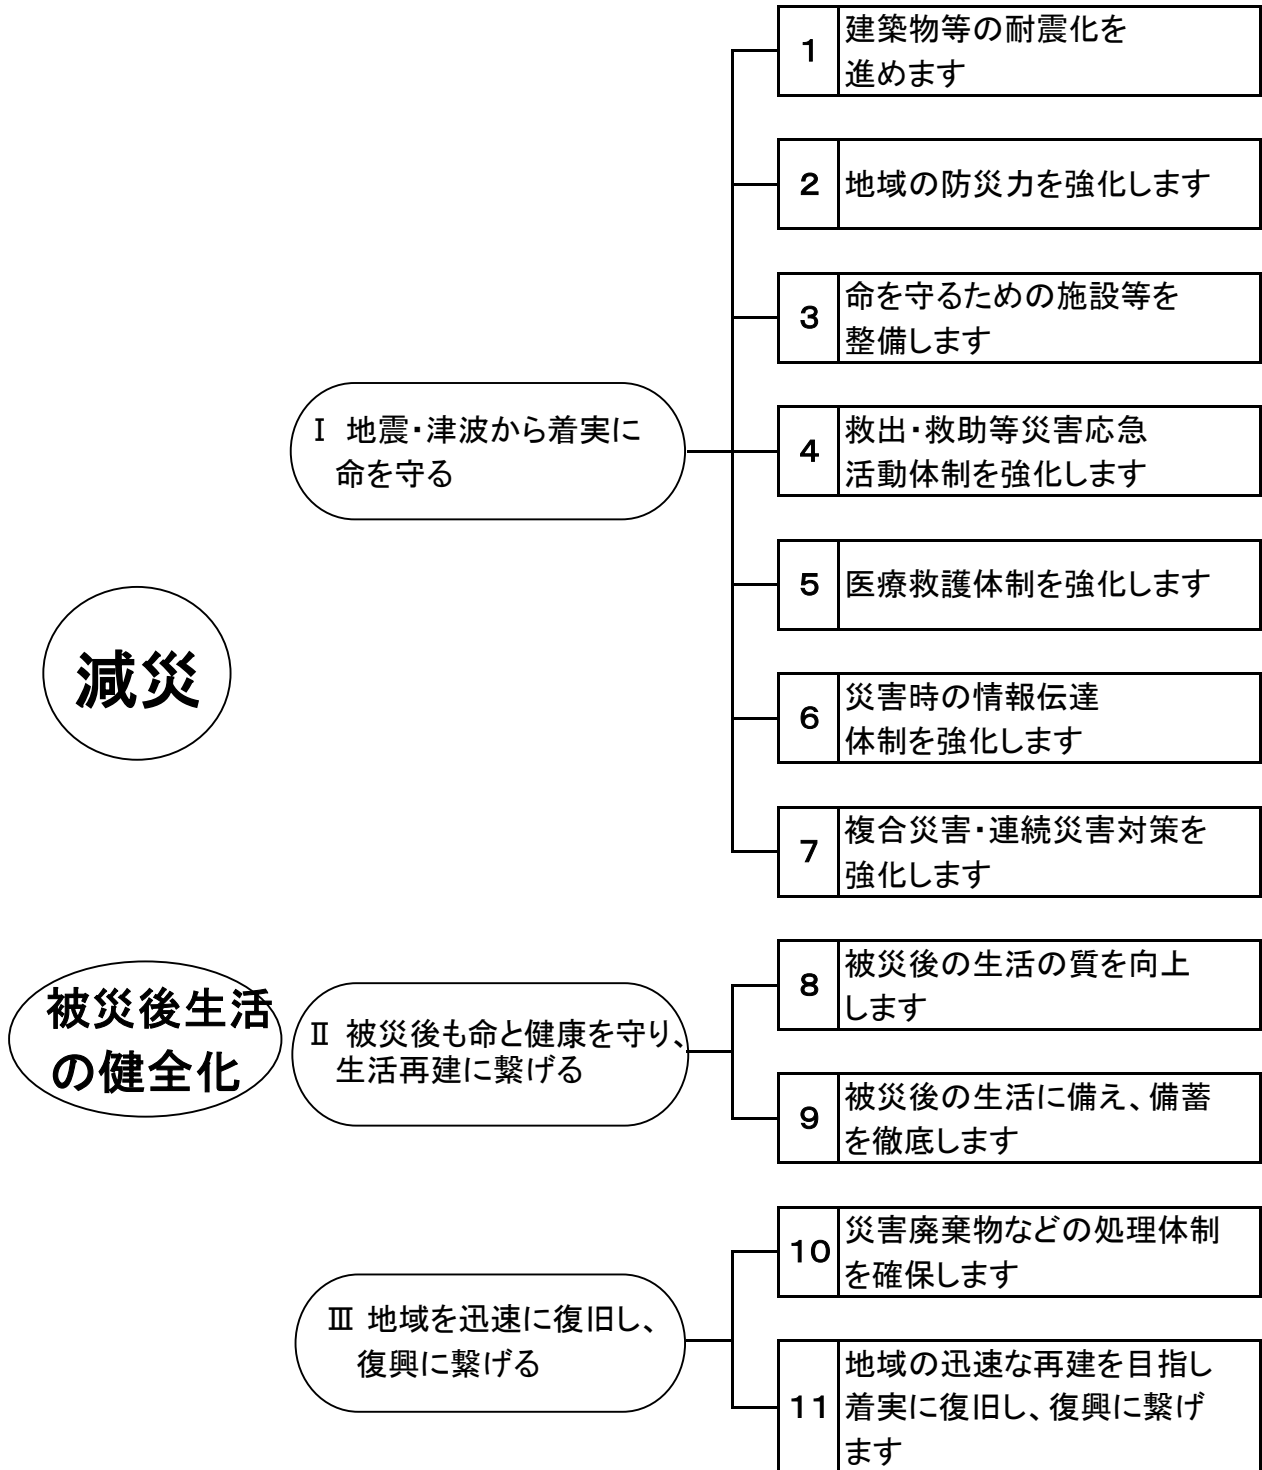 減災
被災後生活
の健全化
Ⅰ 地震・津波から着実に
命を守る
1 建築物等の耐震化を
進めます
2 地域の防災力を強化します
3 命を守るための施設等を
整備します
4 救出・救助等災害応急
活動体制を強化します
5 医療救護体制を強化します
6 災害時の情報伝達
体制を強化します
7 複合災害・連続災害対策を
強化します
Ⅱ 被災後も命と健康を守り、
生活再建に繋げる
8 被災後の生活の質を向上
します
9 被災後の生活に備え、備蓄
を徹底します
Ⅲ 地域を迅速に復旧し、
復興に繋げる
10 災害廃棄物などの処理体制
を確保します
11 地域の迅速な再建を目指し
着実に復旧し、復興に繋げ
ます